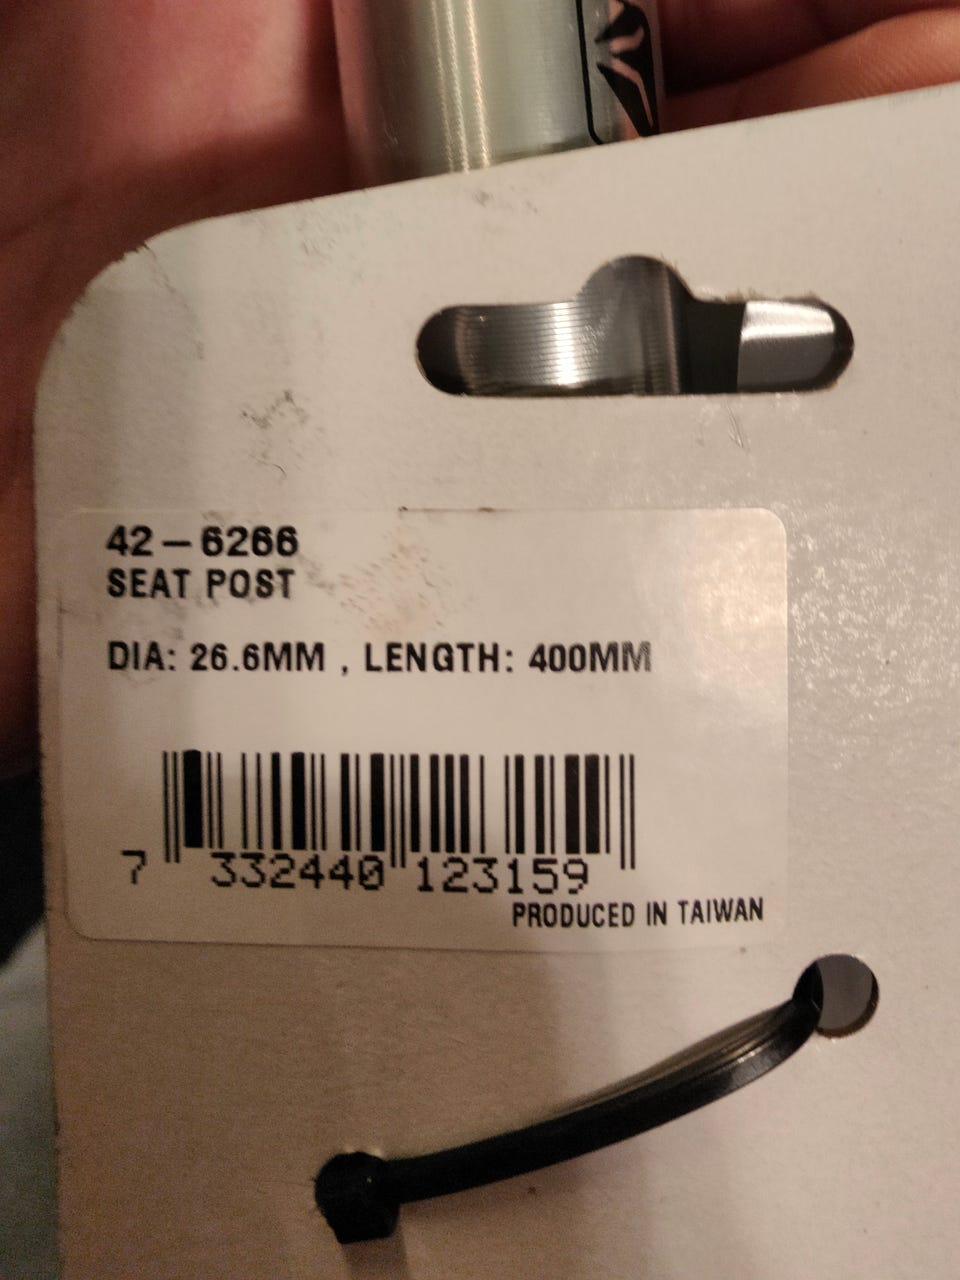 42-6266
SEAT POST
DIA: 26.6MM , LENGTH: 400MM
7 332440 123159
PRODUCED IN TAIWAN